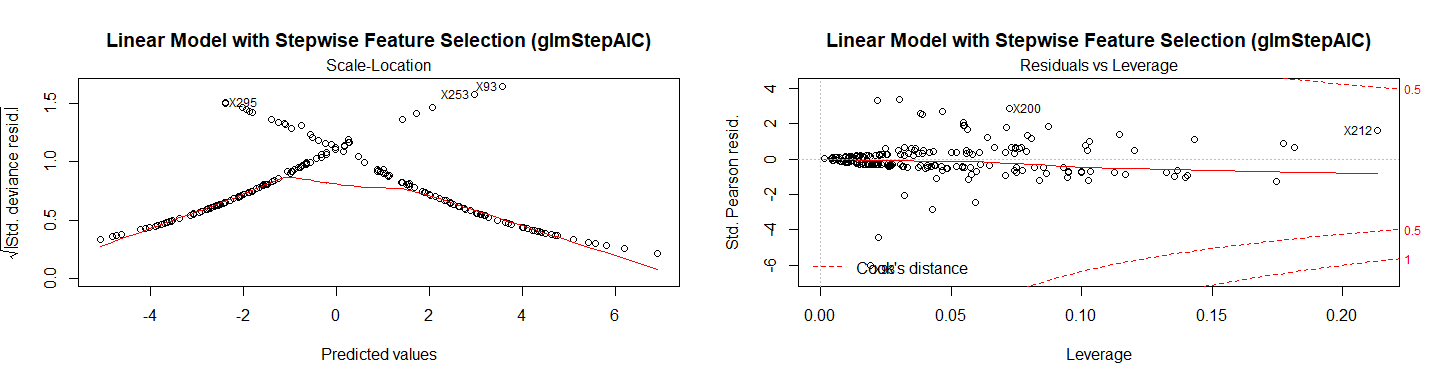 Linear Model with Stepwise Feature Selection (glmStepAIC)
Scale-Location
√|Std. deviance resid.|
1.5
1.0
0.5
0.0
X295
X253
X93
-4
-2
0
2
4
6
Predicted values
Linear Model with Stepwise Feature Selection (glmStepAIC)
Residuals vs Leverage
Std. Pearson resid.
4
2
0
-2
-4
-6
X200
X212
0.5
0.5
1
Cook's distance
0.00
0.05
0.10
0.15
0.20
Leverage